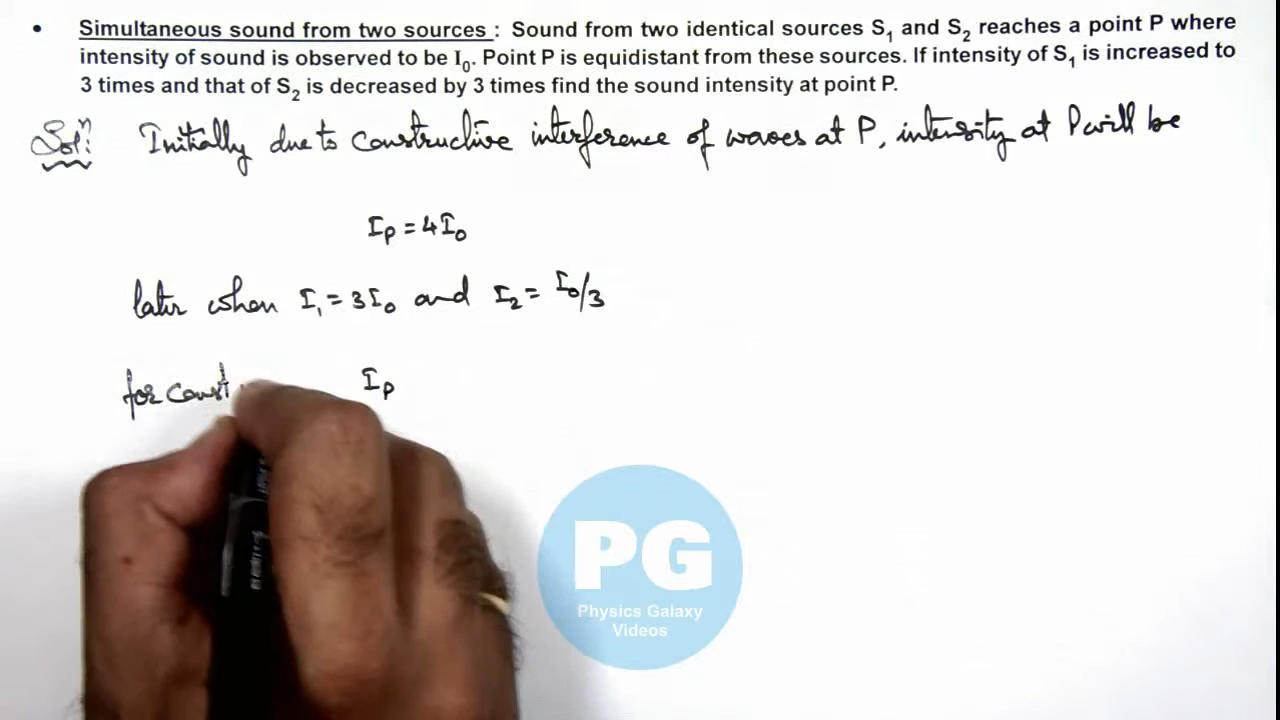 • Simultaneous sound from two sources : Sound from two identical sources S₁ and S₂ reaches a point P where
intensity of sound is observed to be I₀. Point P is equidistant from these sources. If intensity of S₁ is increased to
3 times and that of S₂ is decreased by 3 times find the sound intensity at point P.
Solⁿ: Initially due to constructive interference of waves at P, intensity at P will be
I_P = 4I₀
later when I₁ = 3I₀ and I₂ = I₀/3
for const I_P
PG
Physics Galaxy
Videos